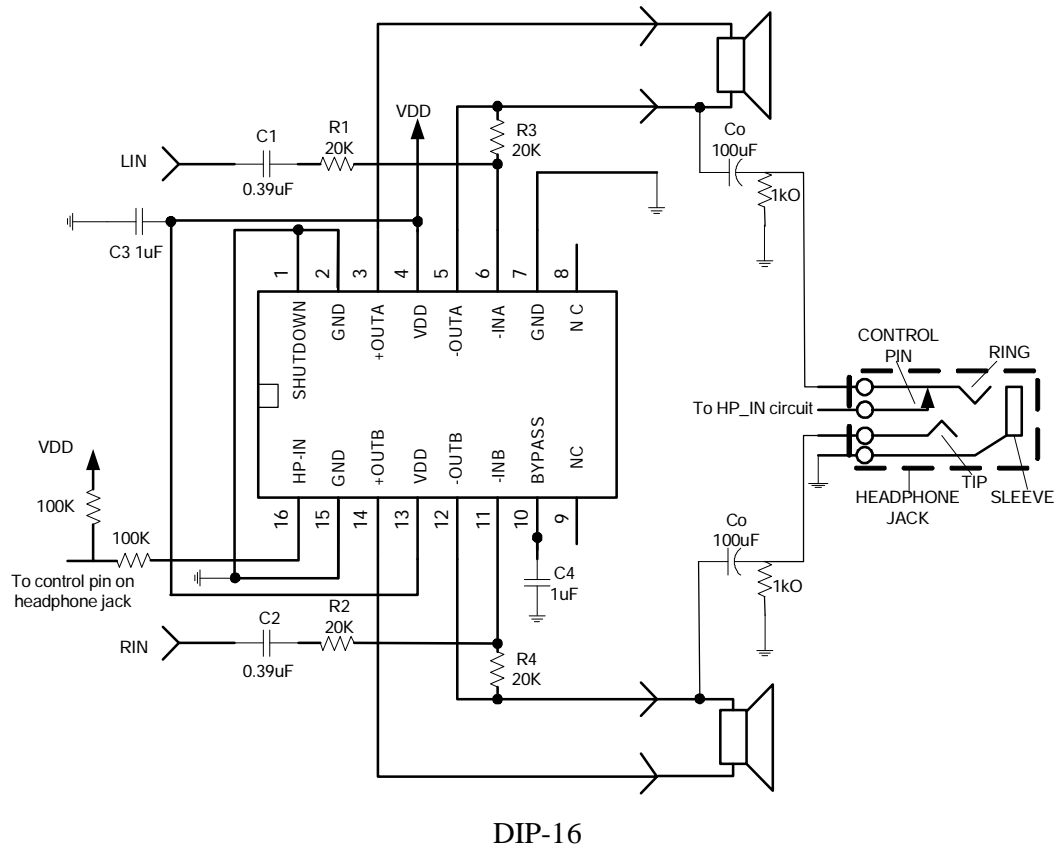 VDD
LIN
C1
0.39uF
R1
20K
R3
20K
Co
100uF
1kO
C3 1uF
1
2
3
4
5
6
7
8
SHUTDOWN
GND
+OUTA
VDD
-OUTA
-INA
GND
NC
HP-IN
GND
+OUTB
VDD
-OUTB
-INB
BYPASS
NC
16
15
14
13
12
11
10
9
VDD
100K
100K
To control pin on
headphone jack
C4
1uF
RIN
C2
0.39uF
R2
20K
R4
20K
Co
100uF
1kO
CONTROL
PIN
RING
To HP_IN circuit
TIP
SLEEVE
HEADPHONE
JACK
DIP-16